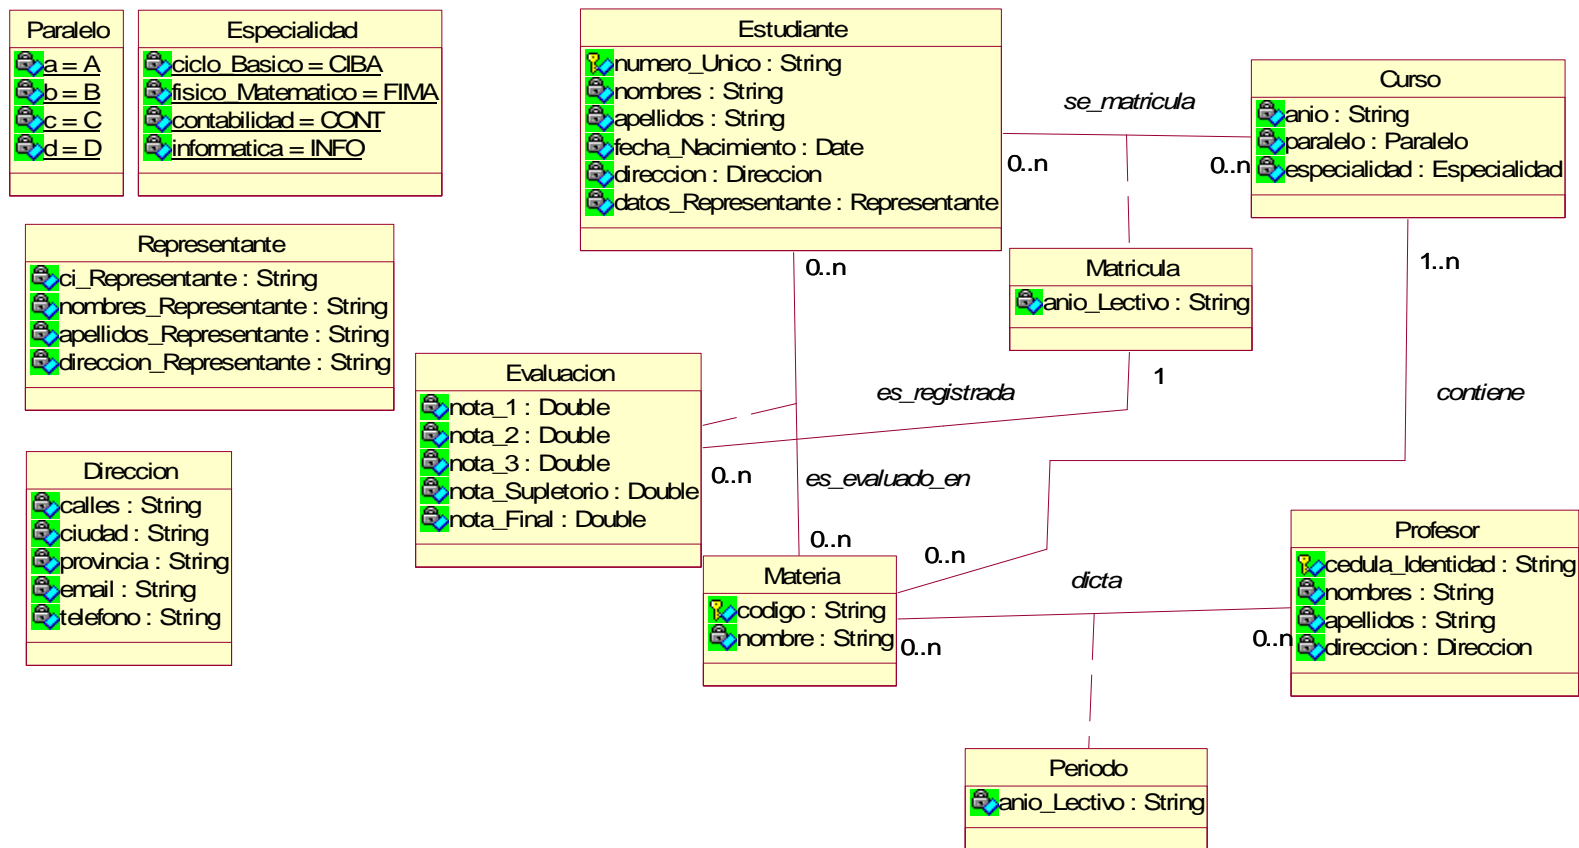 Paralelo
a = A
b = B
c = C
d = D
Especialidad
ciclo_Basico = CIBA
fisico_Matematico = FIMA
contabilidad = CONT
informatica = INFO
Estudiante
numero_Unico : String
nombres : String
apellidos : String
fecha_Nacimiento : Date
direccion : Direccion
datos_Representante : Representante
se_matricula
0..n
0..n
Curso
anio : String
paralelo : Paralelo
especialidad : Especialidad
Representante
ci_Representante : String
nombres_Representante : String
apellidos_Representante : String
direccion_Representante : String
0..n
Matricula
anio_Lectivo : String
1..n
Evaluacion
nota_1 : Double
nota_2 : Double
nota_3 : Double
nota_Supletorio : Double
nota_Final : Double
es_registrada
1
contiene
0..n
es_evaluado_en
0..n
0..n
Direccion
calles : String
ciudad : String
provincia : String
email : String
telefono : String
Materia
codigo : String
nombre : String
dicta
0..n
0..n
Profesor
cedula_Identidad : String
nombres : String
apellidos : String
direccion : Direccion
Periodo
anio_Lectivo : String